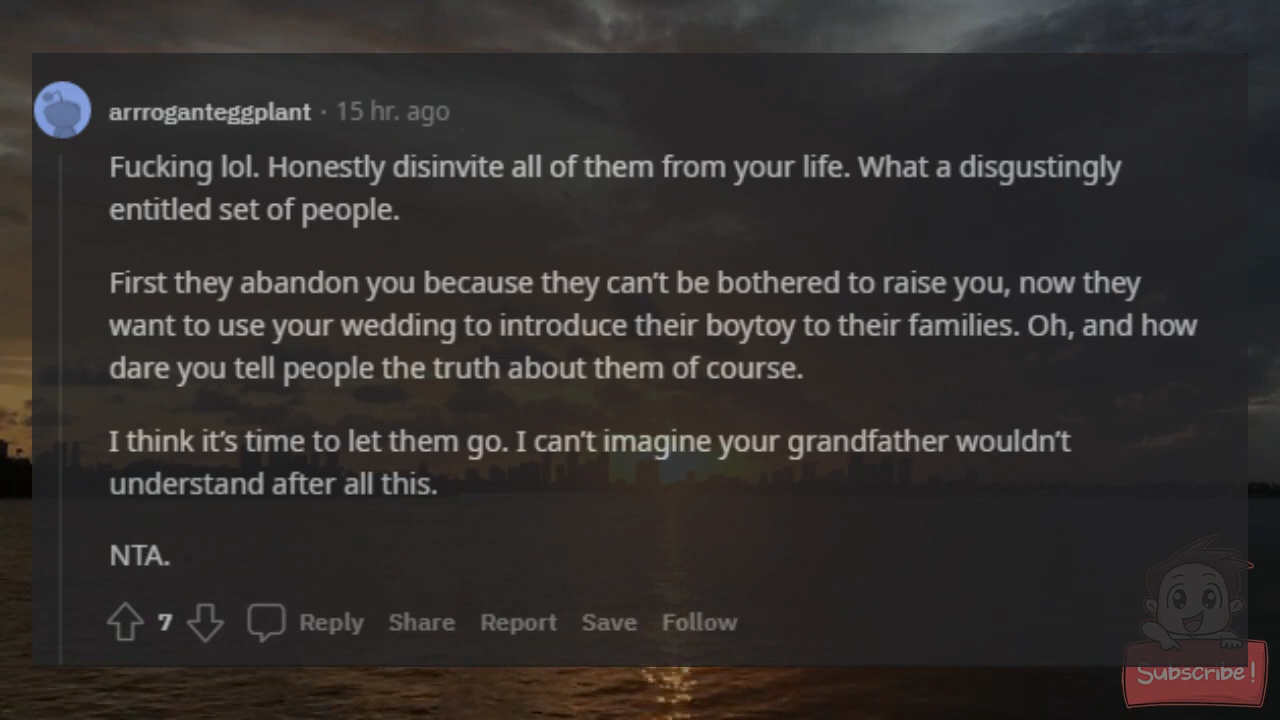 arrroganteggplant · 15 hr. ago
Fucking lol. Honestly disinvite all of them from your life. What a disgustingly
entitled set of people.
First they abandon you because they can't be bothered to raise you, now they
want to use your wedding to introduce their boytoy to their families. Oh, and how
dare you tell people the truth about them of course.
I think it's time to let them go. I can't imagine your grandfather wouldn't
understand after all this.
NTA.
7 Reply Share Report Save Follow
Subscribe!